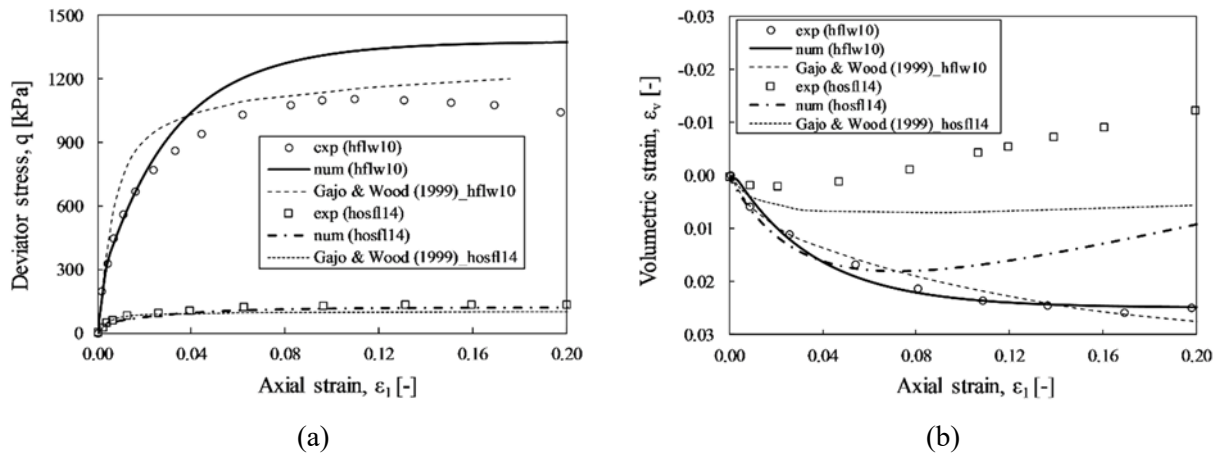 1500
1200
900
600
300
0
Deviator stress, q [kPa]
exp (hflw10)
num (hflw10)
Gajo & Wood (1999)_hflw10
exp (hosfl14)
num (hosfl14)
Gajo & Wood (1999)_hosfl14
0.00 0.04 0.08 0.12 0.16 0.20
Axial strain, ε1 [-]
(a)
-0.03
-0.02
-0.01
0.00
0.01
0.02
0.03
Volumetric strain, εv [-]
exp (hflw10)
num (hflw10)
Gajo & Wood (1999)_hflw10
exp (hosfl14)
num (hosfl14)
Gajo & Wood (1999)_hosfl14
0.00 0.04 0.08 0.12 0.16 0.20
Axial strain, ε1 [-]
(b)